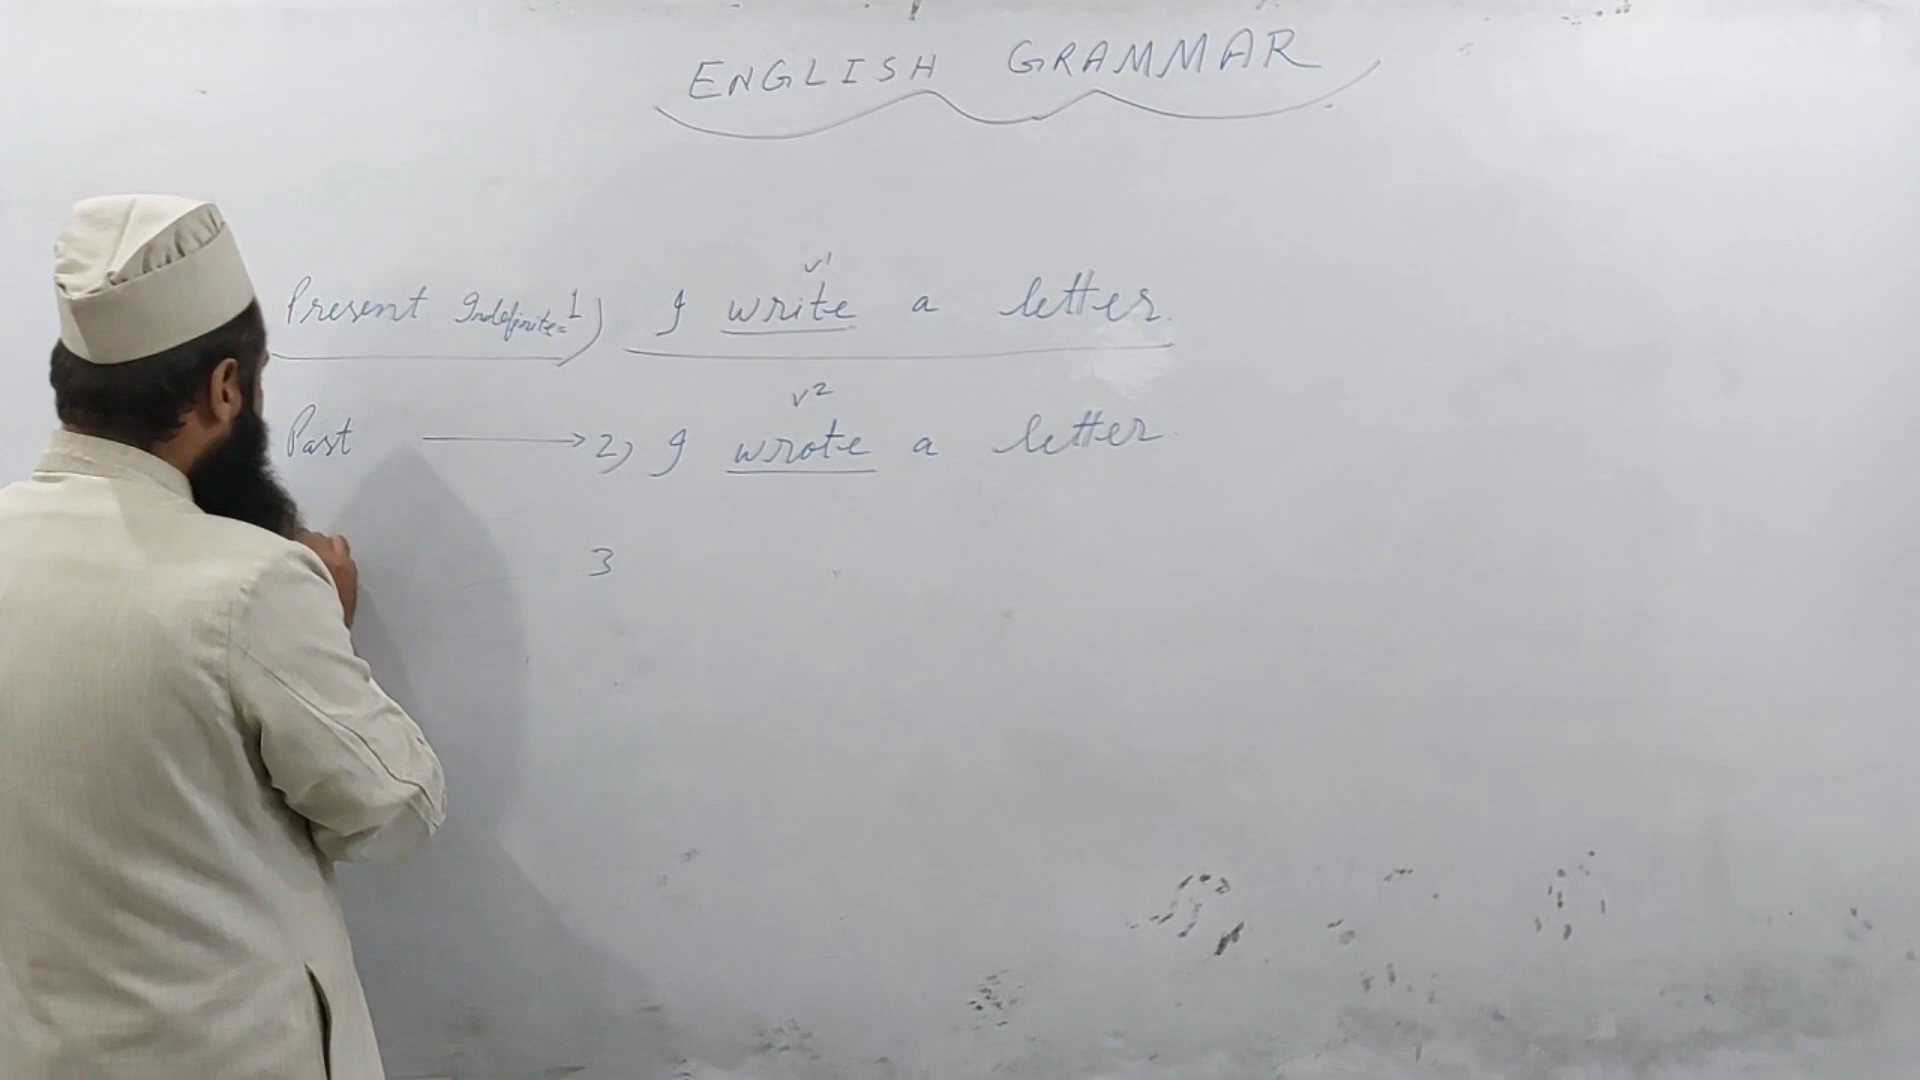 ENGLISH GRAMMAR
v1
Present Indefinite= 1) I write a letter.
v2
Past → 2) I wrote a letter.
3